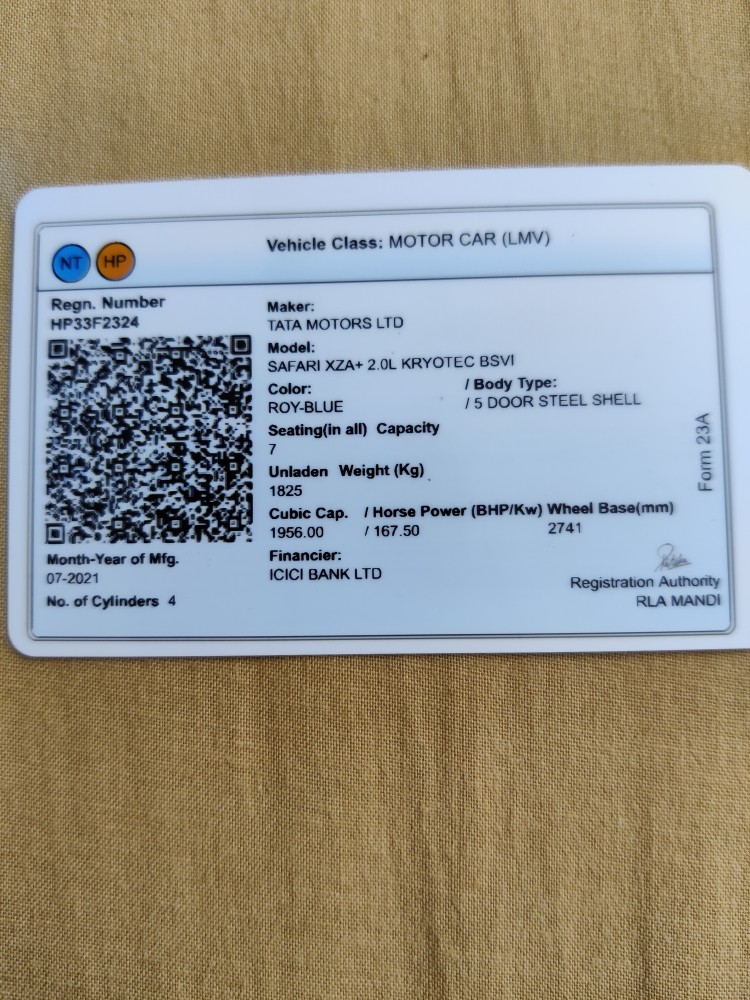 NT HP
Vehicle Class: MOTOR CAR (LMV)
Regn. Number
HP33F2324
Maker:
TATA MOTORS LTD
Model:
SAFARI XZA+ 2.0L KRYOTEC BSVI
Color: / Body Type:
ROY-BLUE / 5 DOOR STEEL SHELL
Seating(in all) Capacity
7
Unladen Weight (Kg)
1825
Cubic Cap. / Horse Power (BHP/Kw) Wheel Base(mm)
1956.00 / 167.50 2741
Financier:
ICICI BANK LTD
Month-Year of Mfg.
07-2021
No. of Cylinders 4
Form 23A
Registration Authority
RLA MANDI